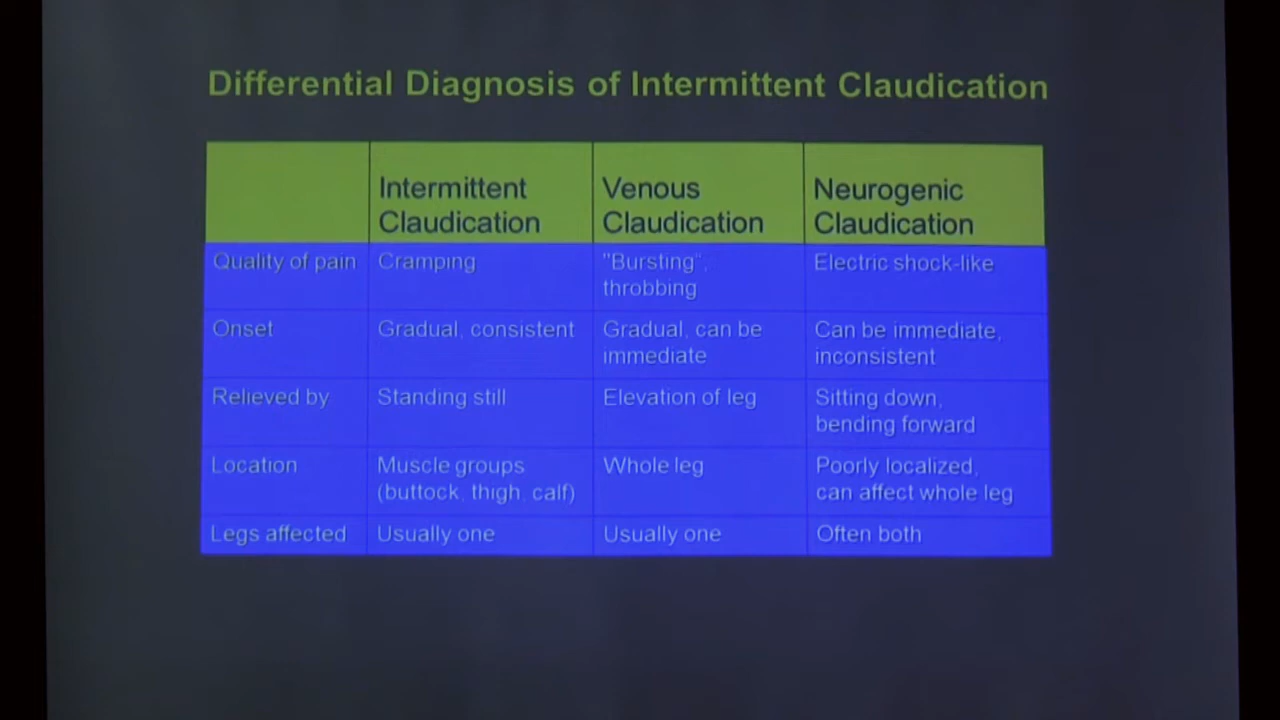 Differential Diagnosis of Intermittent Claudication
Intermittent Claudication
Venous Claudication
Neurogenic Claudication
Quality of pain
Cramping
"Bursting", throbbing
Electric shock-like
Onset
Gradual, consistent
Gradual, can be immediate
Can be immediate, inconsistent
Relieved by
Standing still
Elevation of leg
Sitting down, bending forward
Location
Muscle groups (buttock, thigh, calf)
Whole leg
Poorly localized, can affect whole leg
Legs affected
Usually one
Usually one
Often both